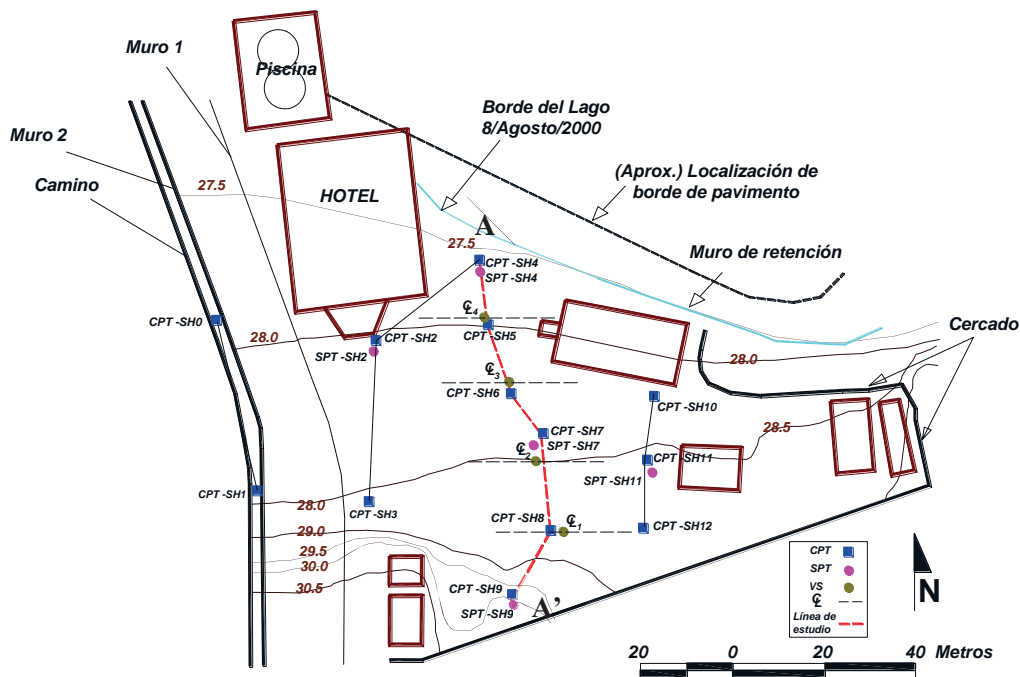 Muro 1
Piscina
Borde del Lago
8/Agosto/2000
Muro 2
(Aprox.) Localización de
borde de pavimento
Camino
27.5
HOTEL
A
27.5
Muro de retención
CPT -SH4
SPT -SH4
CPT -SH0
℄4
Cercado
28.0
CPT -SH2
SPT -SH2
CPT -SH5
28.0
℄3
CPT -SH6
CPT -SH10
CPT -SH7
SPT -SH7
28.5
℄2
CPT -SH11
SPT -SH11
CPT -SH1
28.0
CPT -SH3
CPT -SH8
℄1
CPT -SH12
29.0
29.5
30.0
30.5
CPT -SH9
SPT -SH9
A’
CPT
SPT
VS
℄
Línea de
estudio
N
20 0 20 40 Metros